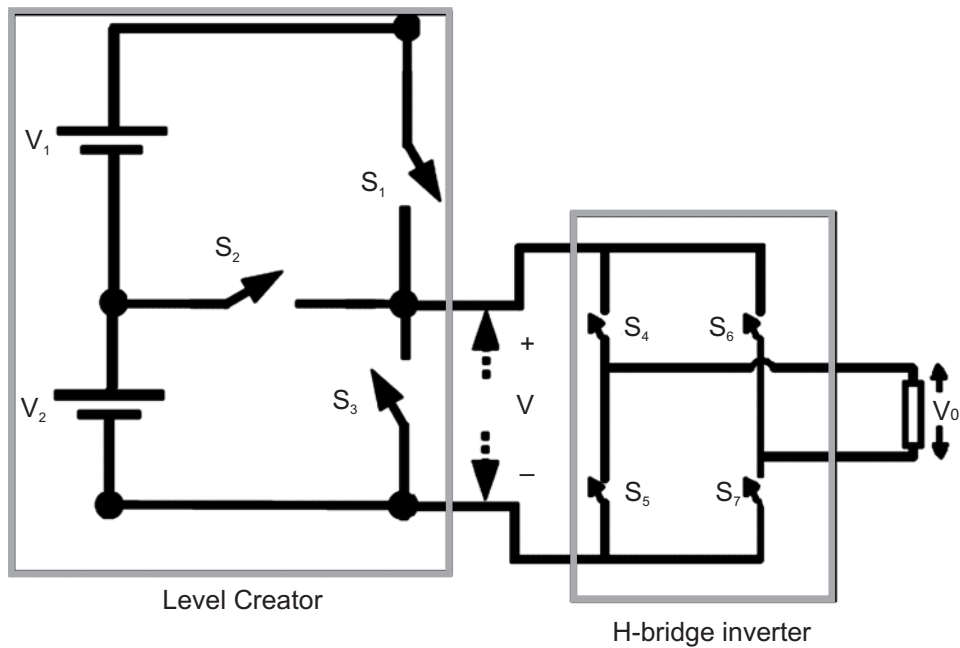 V₁
S₁
S₂
S₃
V₂
+
V
–
S₄
S₆
S₅
S₇
V₀
Level Creator
H-bridge inverter